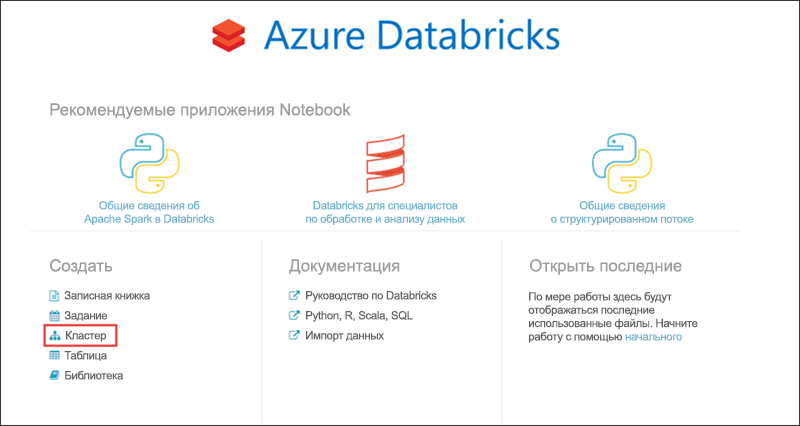 Azure Databricks
Рекомендуемые приложения Notebook
Общие сведения об
Apache Spark в Databricks
Databricks для специалистов
по обработке и анализу данных
Общие сведения
о структурированном потоке
Создать
Записная книжка
Задание
Кластер
Таблица
Библиотека
Документация
Руководство по Databricks
Python, R, Scala, SQL
Импорт данных
Открыть последние
По мере работы здесь будут
отображаться последние
использованные файлы. Начните
работу с помощью начального